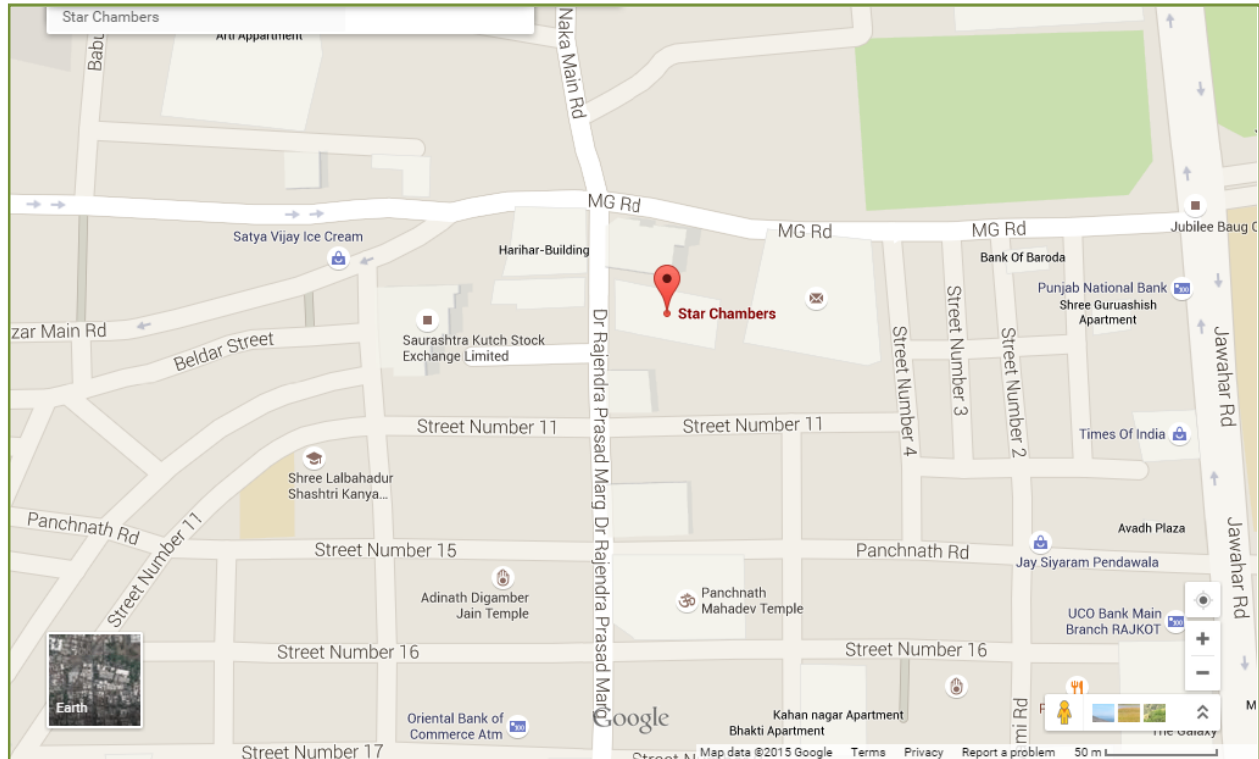 Star Chambers
Arti Appartment
Naka Main Rd
Babu
MG Rd
MG Rd
MG Rd
Satya Vijay Ice Cream
Harihar-Building
Jubilee Baug C
Bank Of Baroda
Punjab National Bank
Shree Guruashish
Apartment
Star Chambers
zar Main Rd
Beldar Street
Saurashtra Kutch Stock
Exchange Limited
Dr Rajendra Prasad Marg
Dr Rajendra Prasad Marg
Street Number 4
Street Number 3
Street Number 2
Jawahar Rd
Jawahar Rd
Street Number 11
Street Number 11
Times Of India
Shree Lalbahadur
Shashtri Kanya...
Street Number 11
Panchnath Rd
Street Number 15
Panchnath Rd
Avadh Plaza
Jay Siyaram Pendawala
Adinath Digamber
Jain Temple
Panchnath
Mahadev Temple
UCO Bank Main
Branch RAJKOT
Street Number 16
Street Number 16
Earth
Oriental Bank of
Commerce Atm
Google
Kahan nagar Apartment
Bhakti Apartment
The Galaxy
Street Number 17
Map data ©2015 Google Terms Privacy Report a problem 50 m